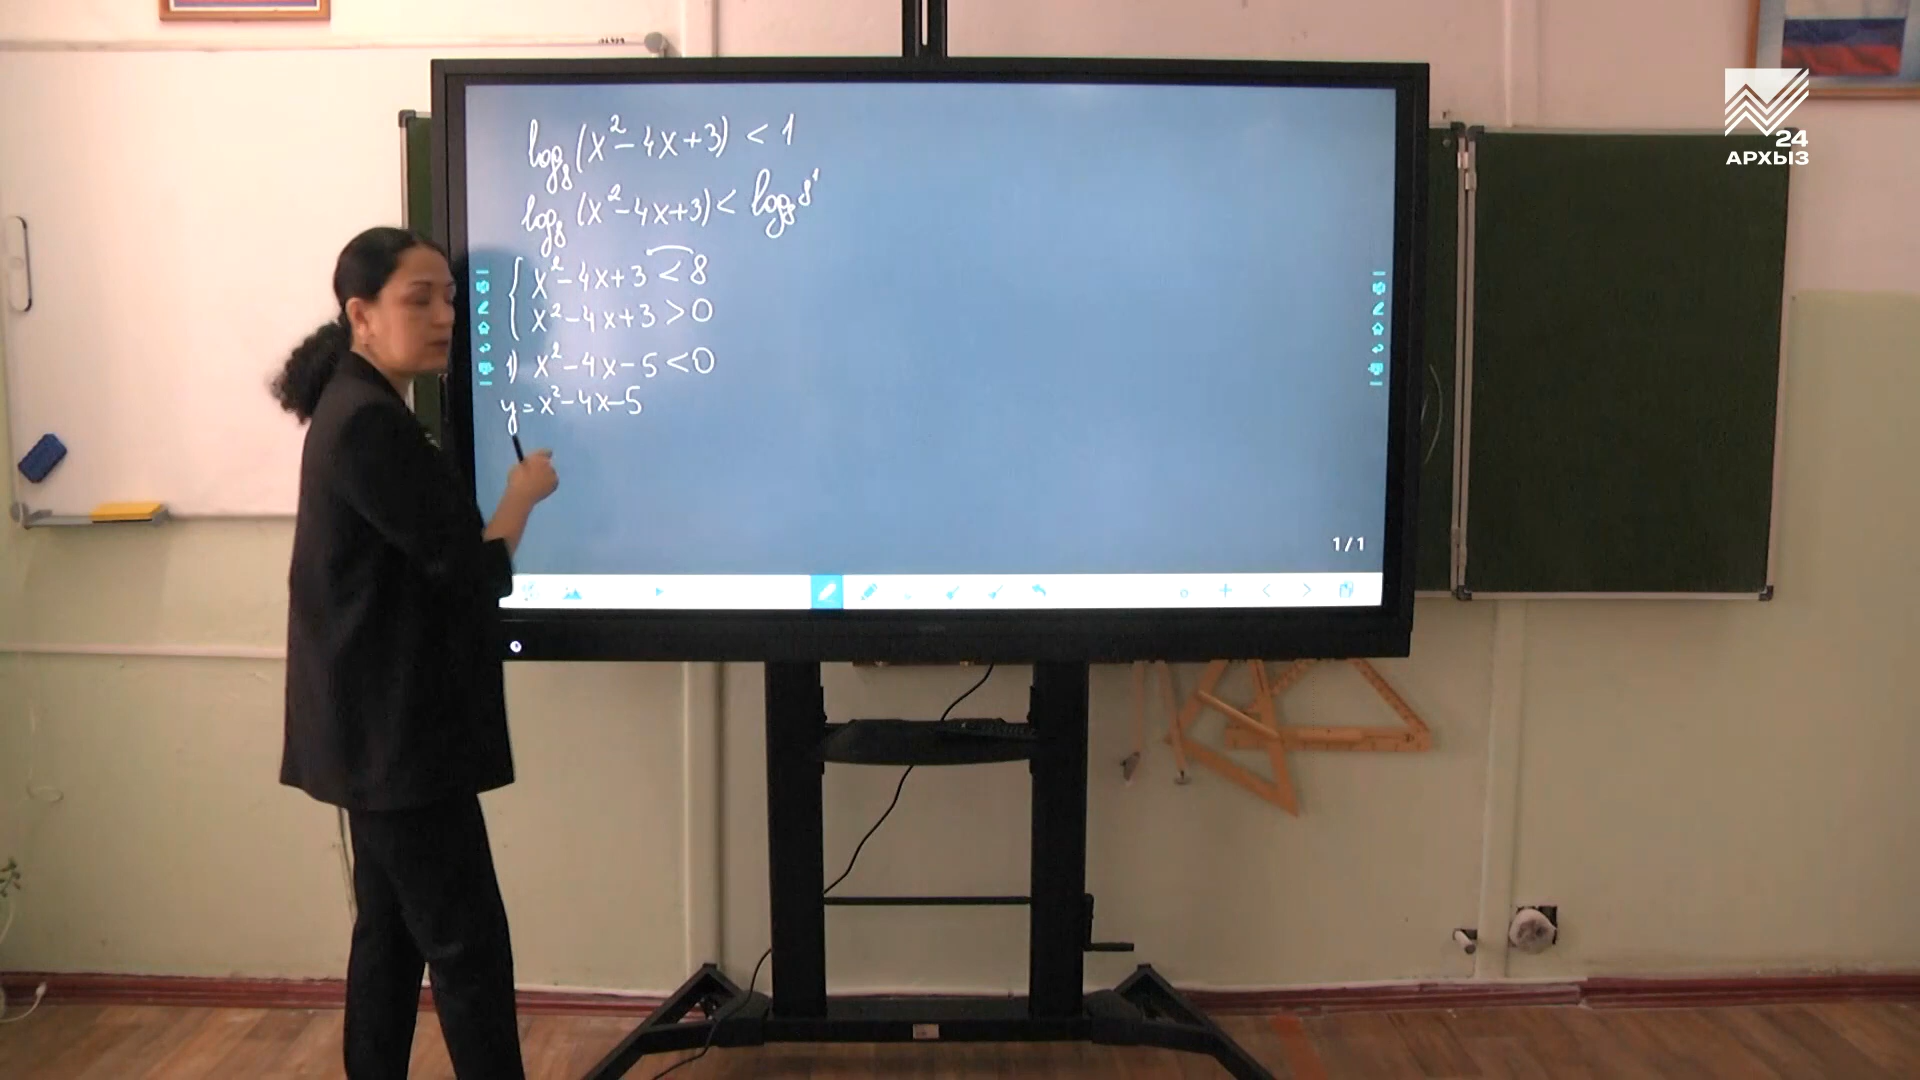 log₈(x²-4x+3) < 1
log₈(x²-4x+3) < log₈8¹
{ x²-4x+3 < 8
x²-4x+3 > 0
1) x²-4x-5 < 0
y = x²-4x-5
1/1
24
АРХЫЗ